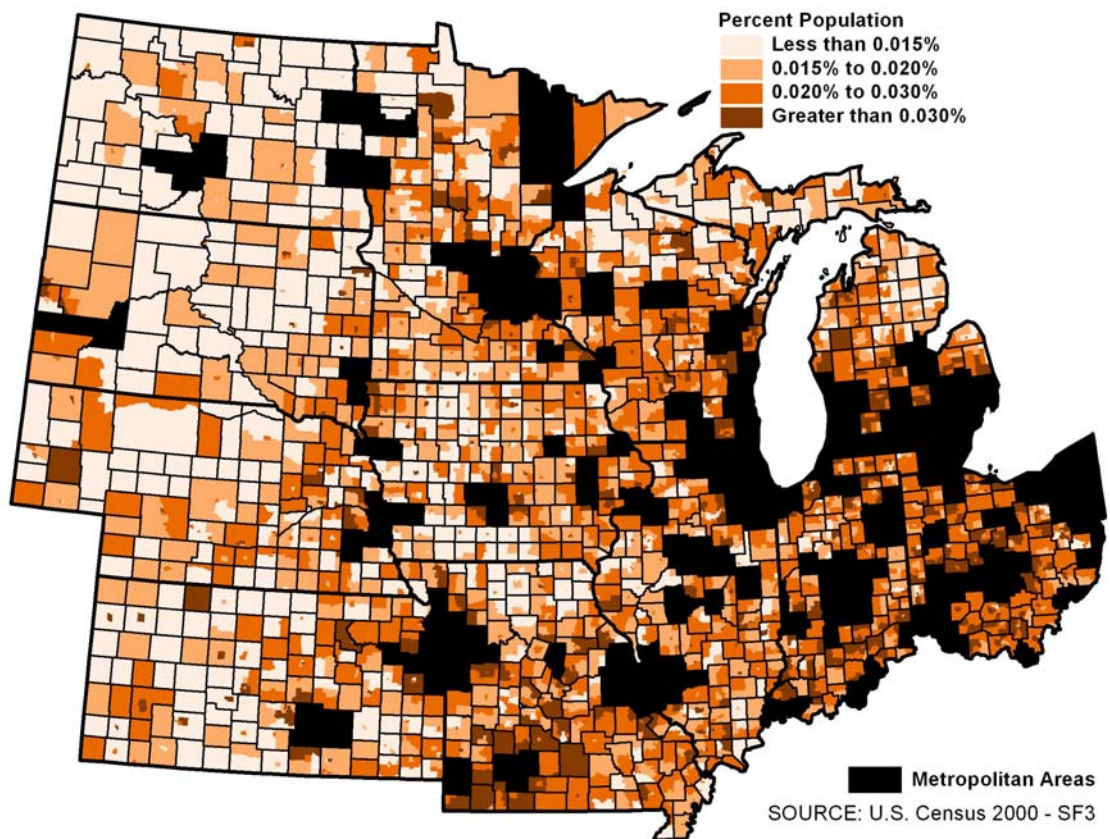 Percent Population
Less than 0.015%
0.015% to 0.020%
0.020% to 0.030%
Greater than 0.030%
Metropolitan Areas
SOURCE: U.S. Census 2000 - SF3